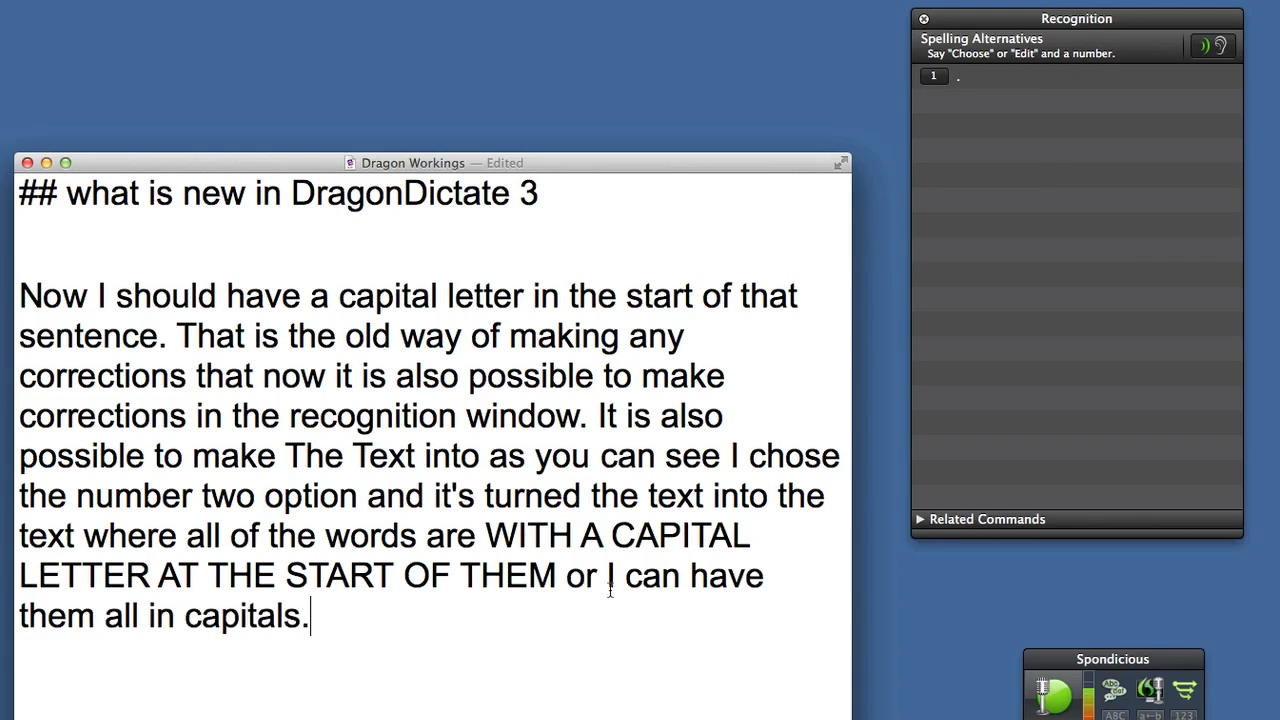 Recognition
Spelling Alternatives
Say "Choose" or "Edit" and a number.
1 .
Dragon Workings — Edited
## what is new in DragonDictate 3
Now I should have a capital letter in the start of that
sentence. That is the old way of making any
corrections that now it is also possible to make
corrections in the recognition window. It is also
possible to make The Text into as you can see I chose
the number two option and it's turned the text into the
text where all of the words are WITH A CAPITAL
LETTER AT THE START OF THEM or I can have
them all in capitals.
Related Commands
Spondicious
ABC
a←b
123